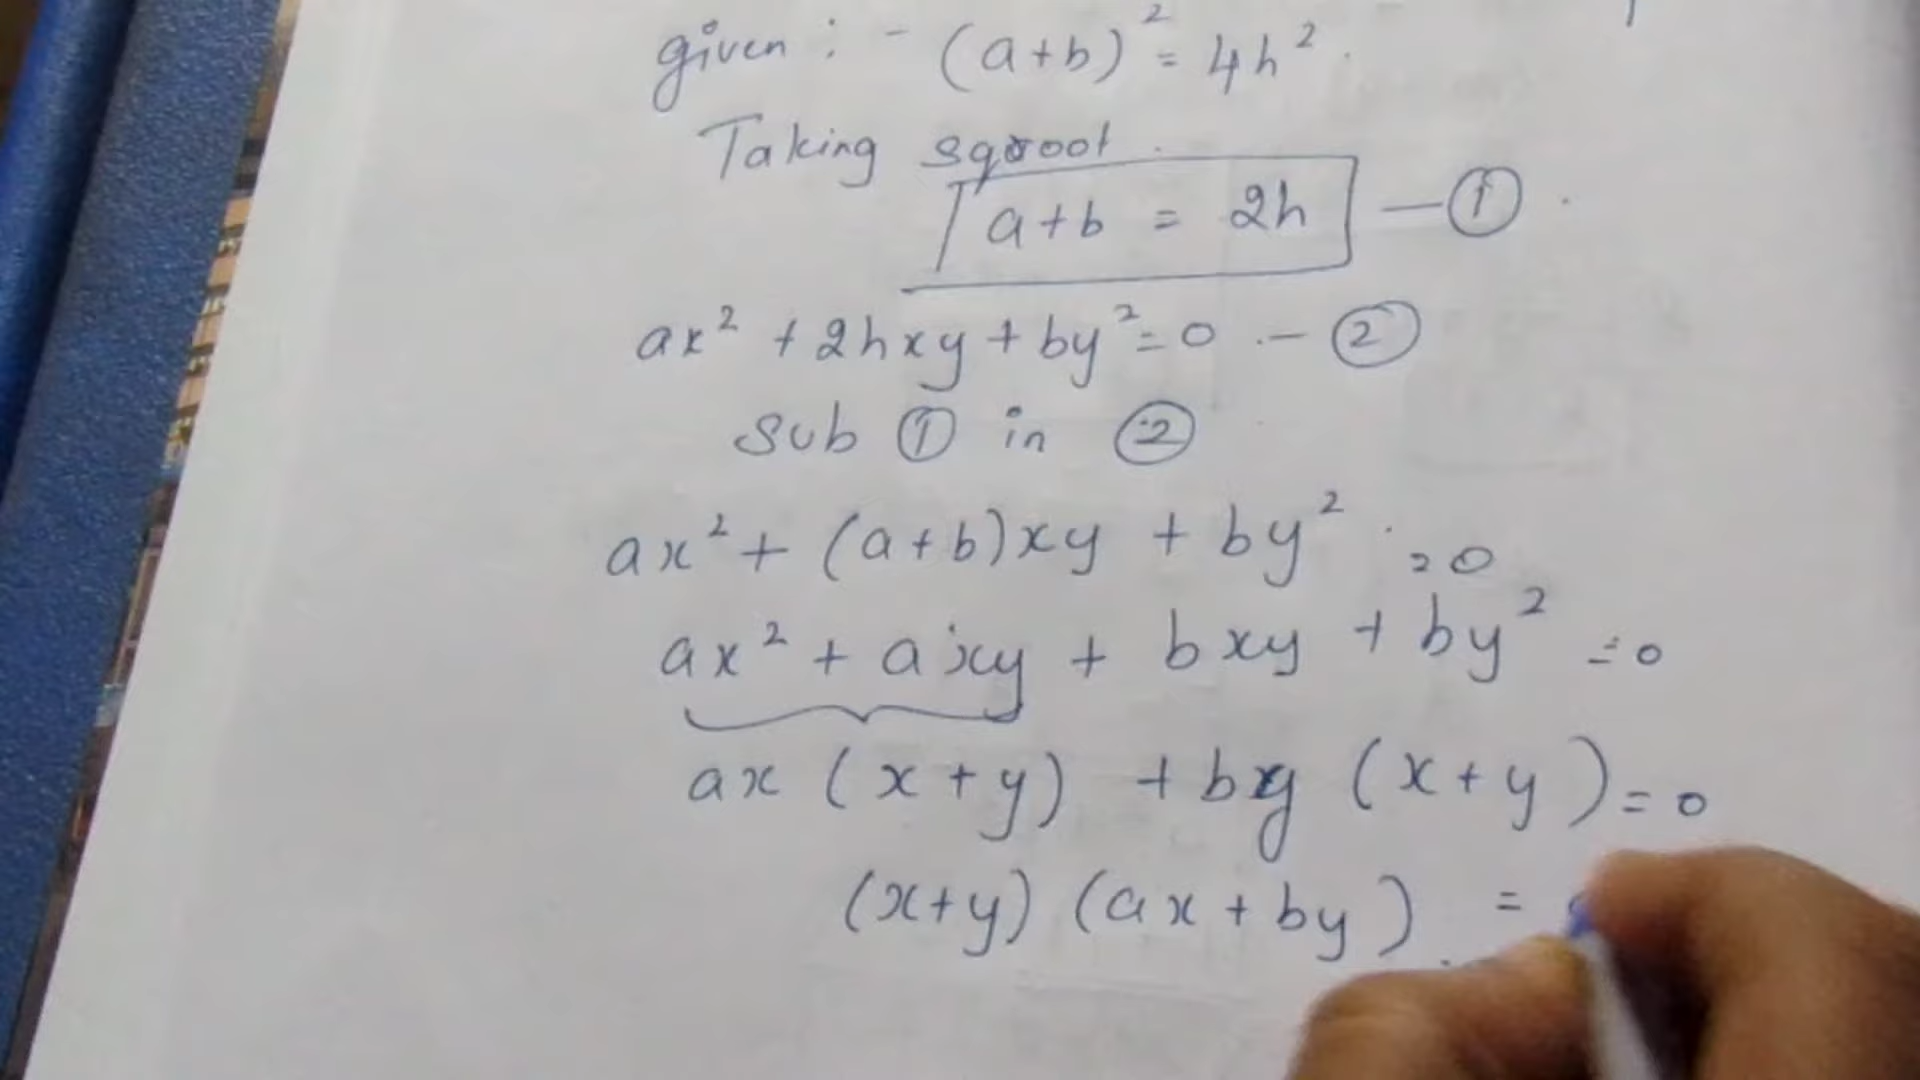 given :- (a+b)² = 4h².
Taking sqroot.
a+b = 2h — ①
ax² + 2hxy + by² = 0 — ②
Sub ① in ②
ax² + (a+b)xy + by² = 0
ax² + axy + bxy + by² = 0
ax (x+y) + by (x+y) = 0
(x+y) (ax+by) =